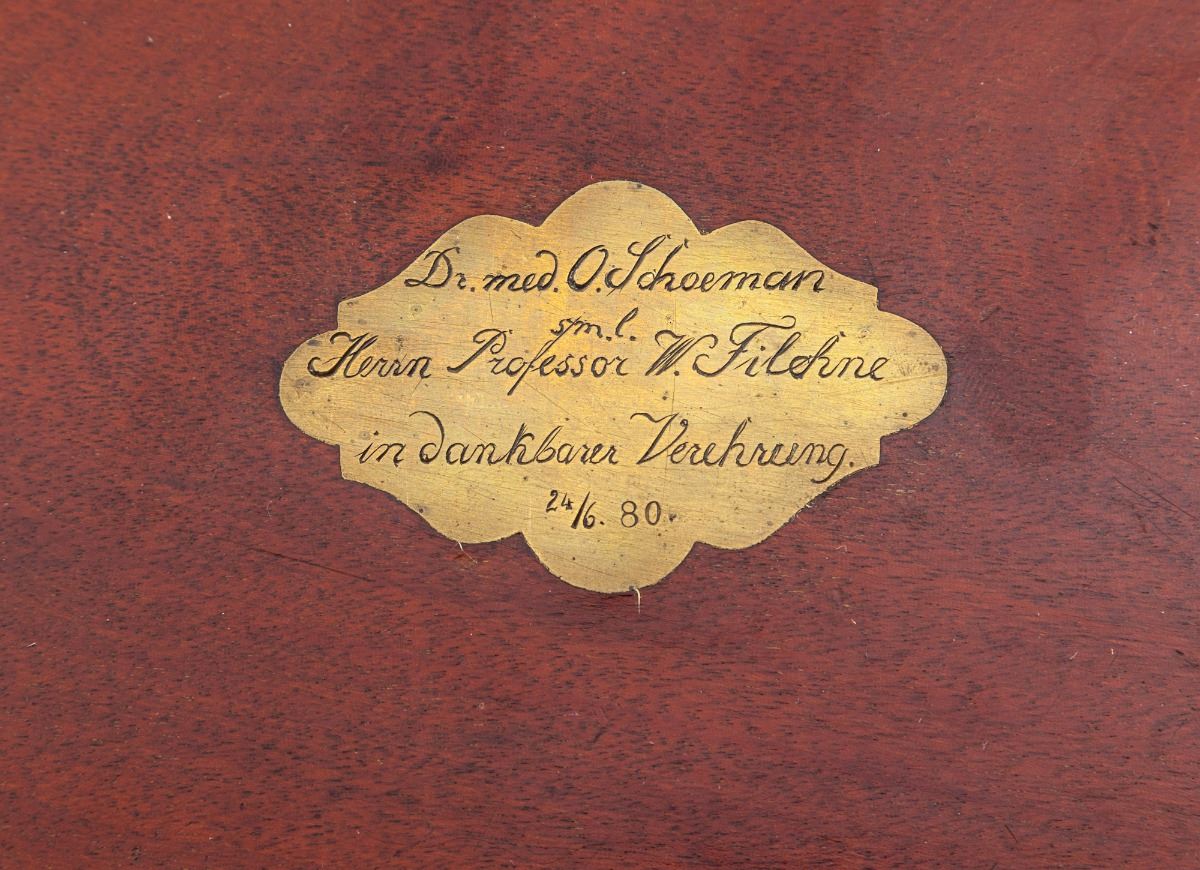 Dr. med. O. Schoeman
s/m. l.
Herrn Professor W. Filehne
in dankbarer Verehrung.
24/6. 80.